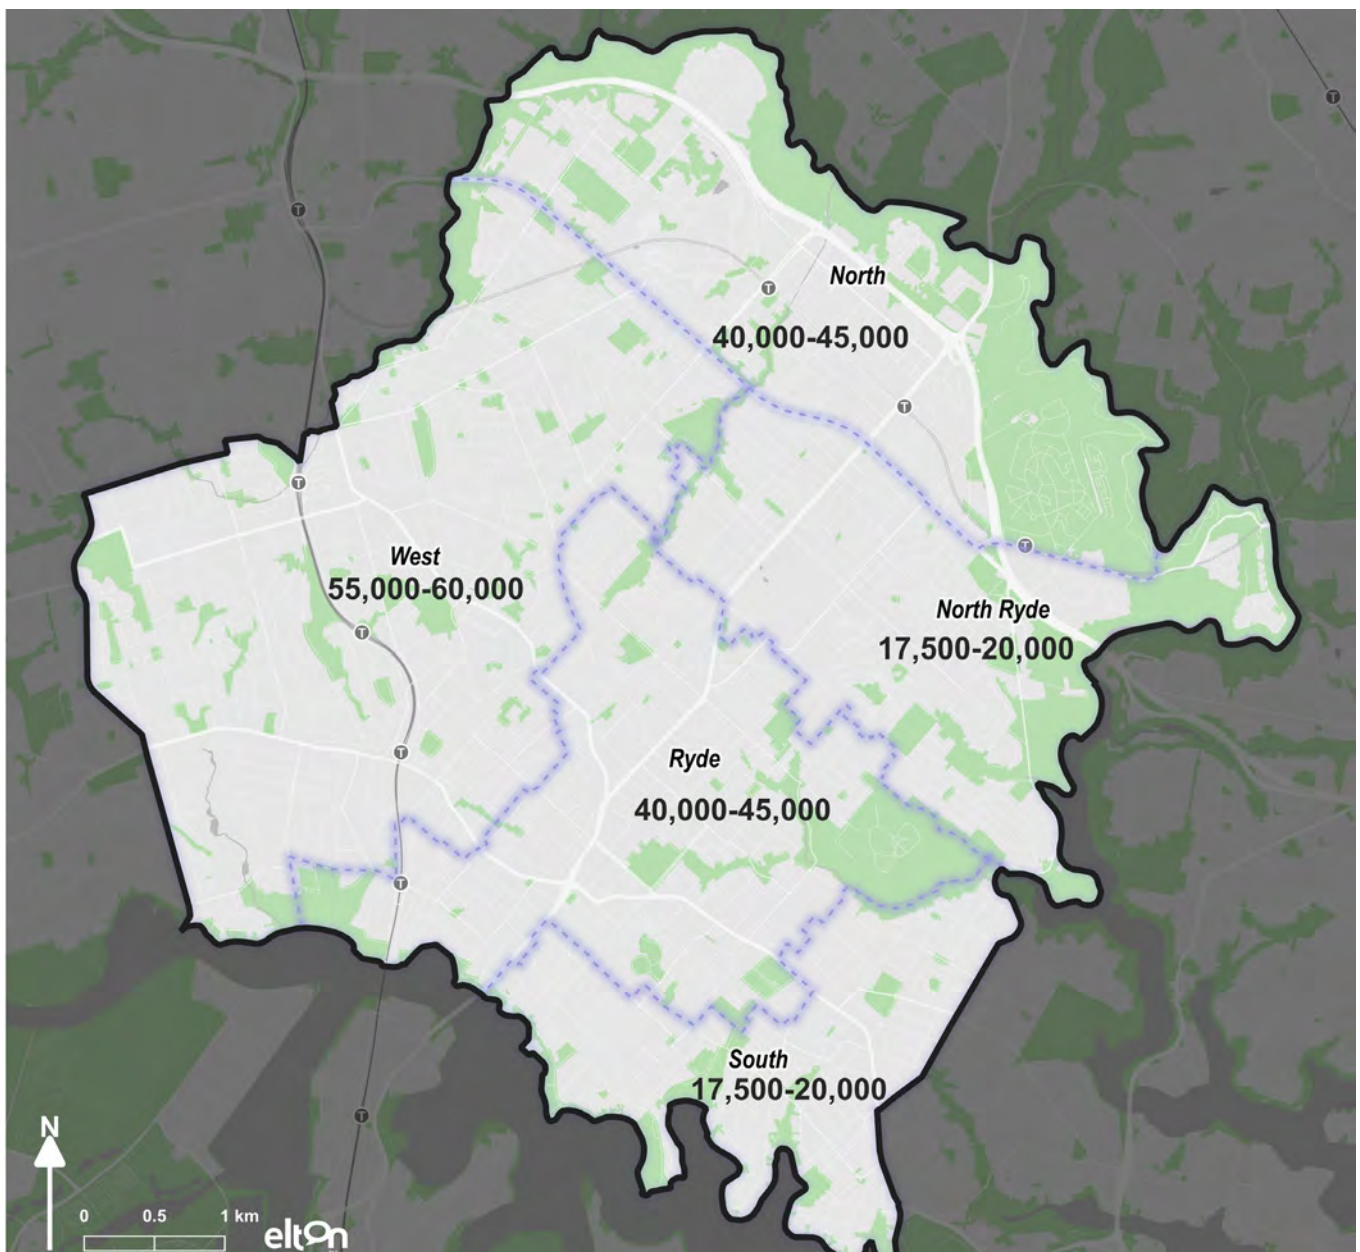 T
T
North
T
40,000-45,000
T
T
West
55,000-60,000
T
North Ryde
17,500-20,000
T
Ryde
T
40,000-45,000
T
South
17,500-20,000
T
N
0 0.5 1 km
elton